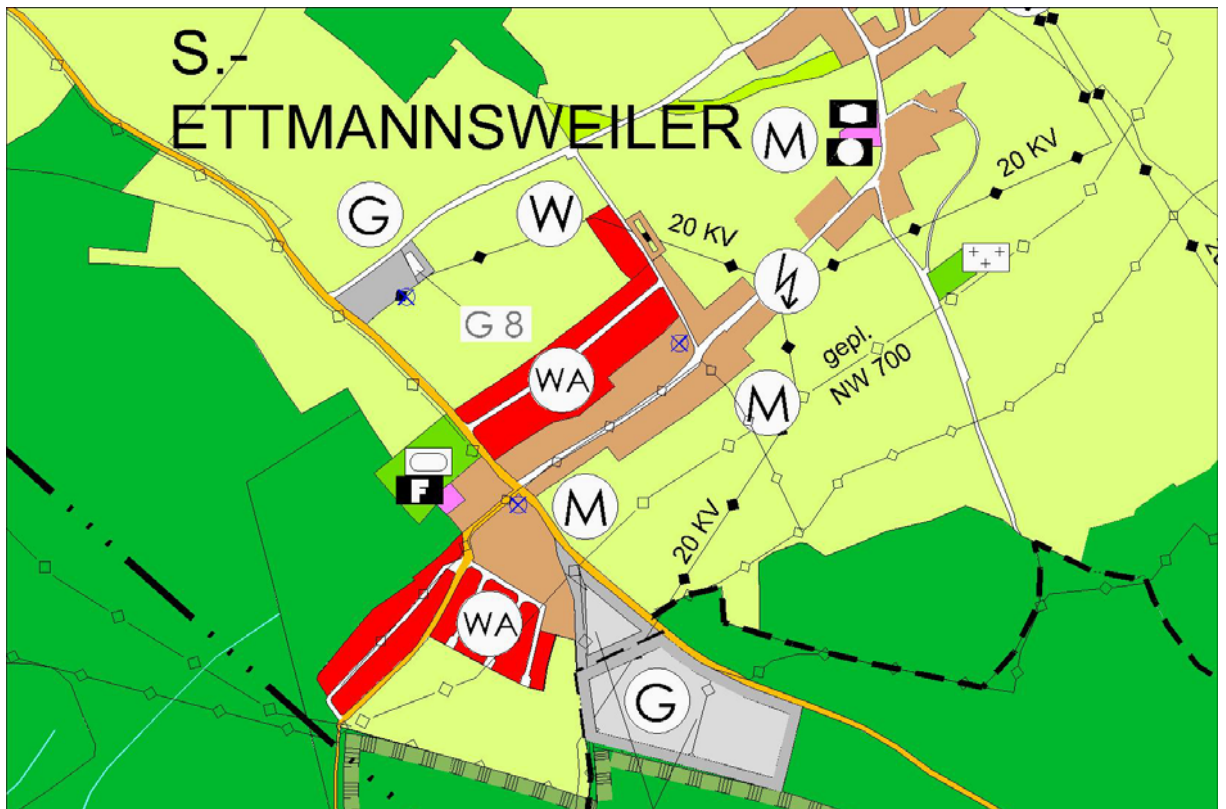 S.-
ETTMANNSWEILER
M
20 KV
G
W
20 KV
G 8
gepl.
NW 700
WA
M
F
M
20 KV
WA
G